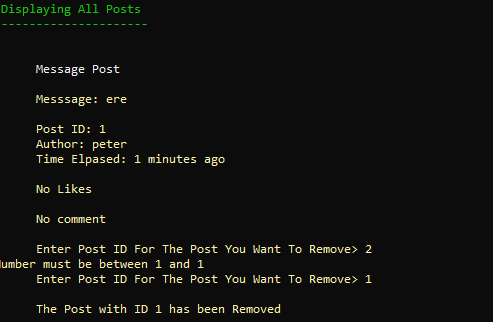 Displaying All Posts
---------------------
Message Post
Messsage: ere
Post ID: 1
Author: peter
Time Elpased: 1 minutes ago
No Likes
No comment
Enter Post ID For The Post You Want To Remove> 2
Number must be between 1 and 1
Enter Post ID For The Post You Want To Remove> 1
The Post with ID 1 has been Removed